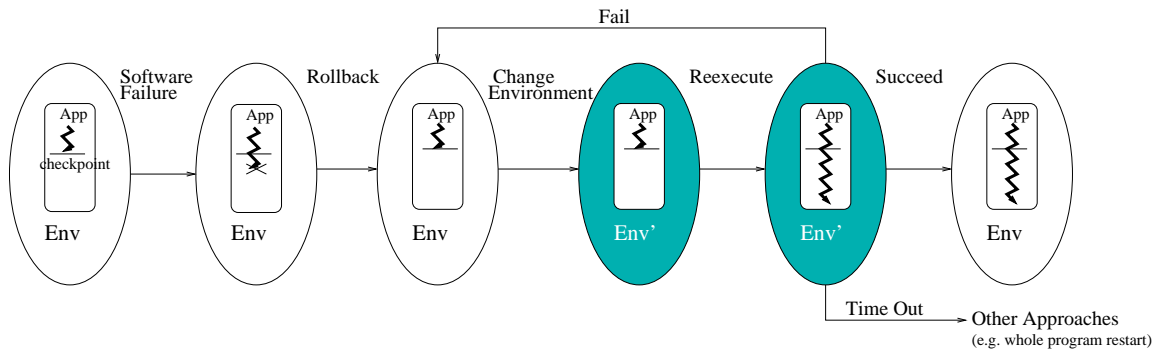 Fail
Software
Failure
Rollback
Change
Environment
Reexecute
Succeed
App
checkpoint
Env
App
Env
App
Env
App
Env’
App
Env’
App
Env
Time Out
Other Approaches
(e.g. whole program restart)